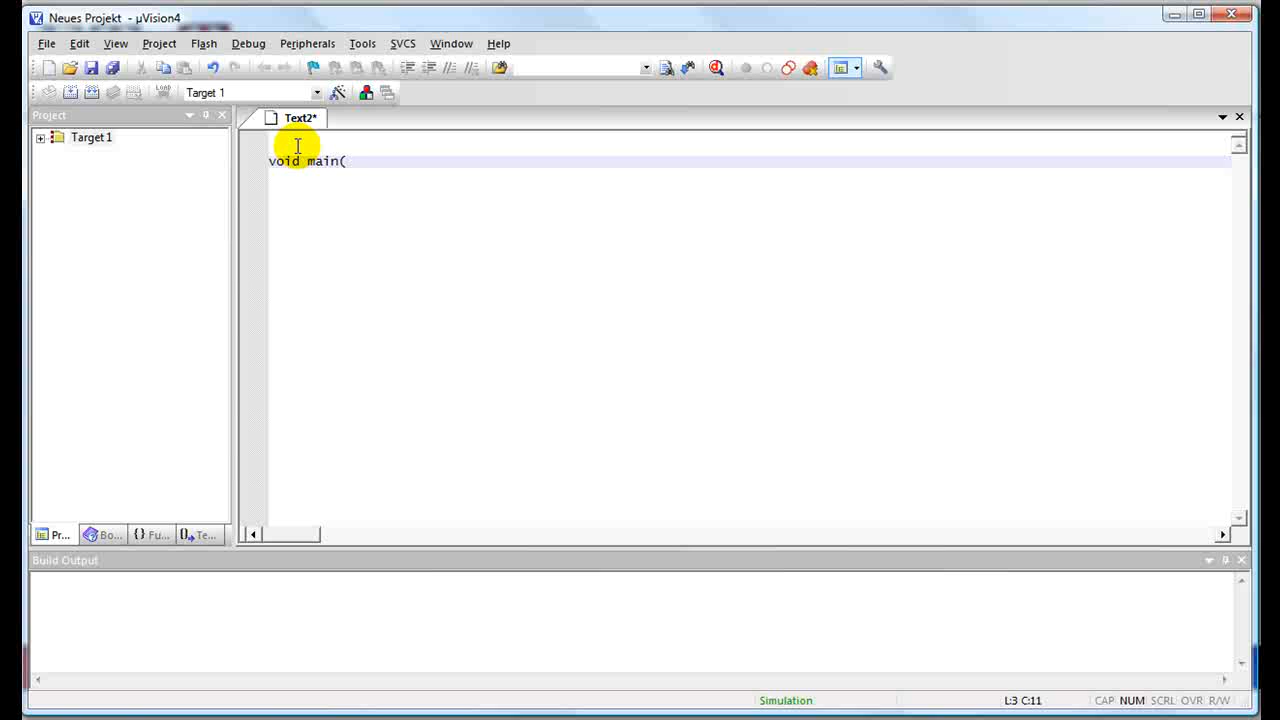 Neues Projekt - µVision4
File Edit View Project Flash Debug Peripherals Tools SVCS Window Help
LOAD Target 1
Project
Text2*
Target 1
void main(
Pr... Bo... {} Fu... Te...
Build Output
Simulation L:3 C:11 CAP NUM SCRL OVR R/W